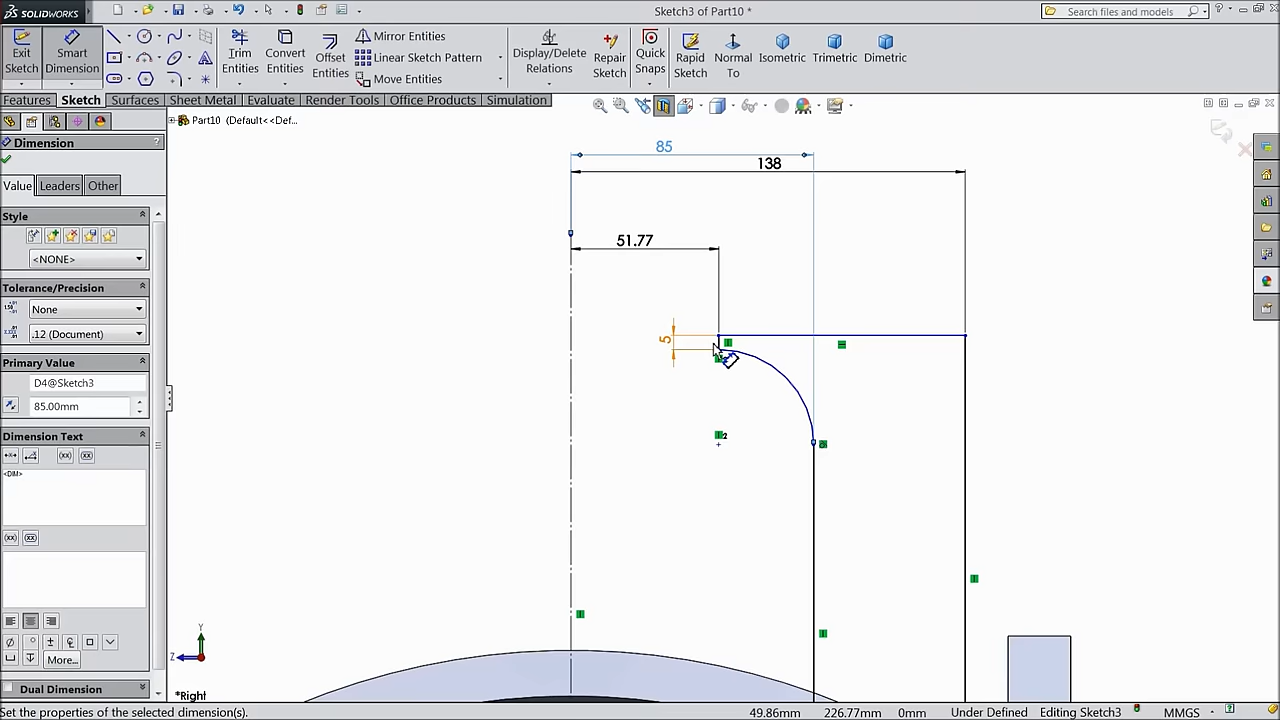 SOLIDWORKS
Sketch3 of Part10 *
Search files and models
Exit Sketch
Smart Dimension
Trim Entities
Convert Entities
Offset Entities
Mirror Entities
Linear Sketch Pattern
Move Entities
Display/Delete Relations
Repair Sketch
Quick Snaps
Rapid Sketch
Normal To
Isometric
Trimetric
Dimetric
Features
Sketch
Surfaces
Sheet Metal
Evaluate
Render Tools
Office Products
Simulation
Part10 (Default<<Def...
Dimension
?
Value
Leaders
Other
Style
<NONE>
Tolerance/Precision
None
.12 (Document)
Primary Value
D4@Sketch3
85.00mm
Dimension Text
<DIM>
More...
Dual Dimension
85
138
51.77
5
2
Y
Z
*Right
Set the properties of the selected dimension(s).
49.86mm
226.77mm
0mm
Under Defined
Editing Sketch3
MMGS